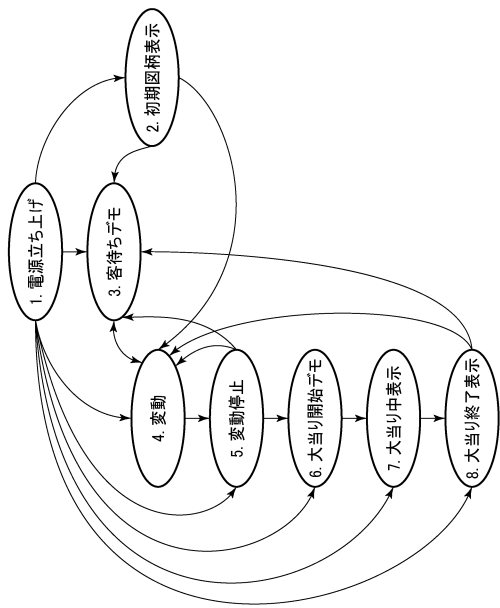 1. 電源立ち上げ
2. 初期図柄表示
3. 客待ちデモ
4. 変動
5. 変動停止
6. 大当り開始デモ
7. 大当り中表示
8. 大当り終了表示